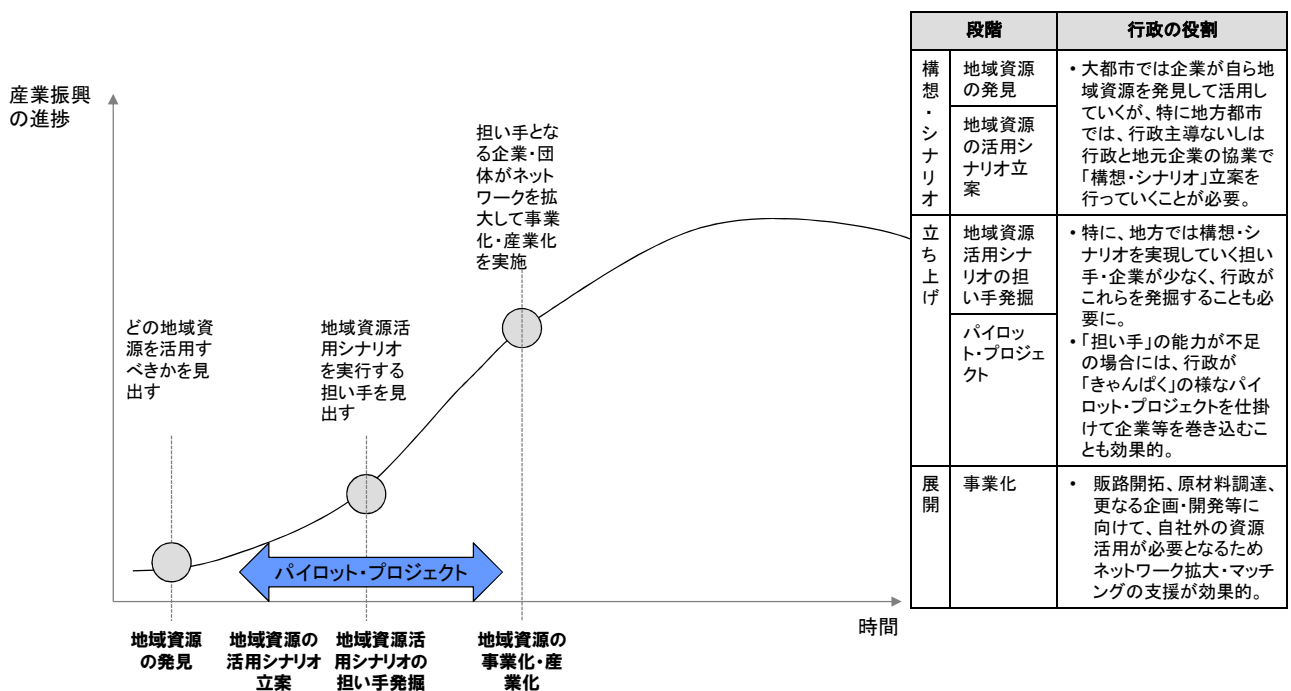 産業振興
の進捗
担い手とな
る企業・団
体がネット
ワークを拡
大して事業
化・産業化
を実施
どの地域資
源を活用す
べきかを見
出す
地域資源活
用シナリオ
を実行する
担い手を見
出す
パイロット・プロジェクト
時間
地域資源
の発見
地域資源の
活用シナリオ
立案
地域資源活
用シナリオの
担い手発掘
地域資源の
事業化・産
業化
段階
行政の役割
構想・シナリオ
地域資源
の発見
地域資源
の活用シ
ナリオ立
案
・大都市では企業が自ら地
域資源を発見して活用し
ていくが、特に地方都市
では、行政主導ないしは
行政と地元企業の協業で
「構想・シナリオ」立案を
行っていくことが必要。
立ち上げ
地域資源
活用シナ
リオの担
い手発掘
パイロッ
ト・プロジェ
クト
・特に、地方では構想・シ
ナリオを実現していく担い
手・企業が少なく、行政が
これらを発掘することも必
要に。
・「担い手」の能力が不足
の場合には、行政が
「きゃんぱく」の様なパイ
ロット・プロジェクトを仕掛
けて企業等を巻き込むこ
とも効果的。
展開
事業化
・ 販路開拓、原材料調達、
更なる企画・開発等に
向けて、自社外の資源
活用が必要となるため
ネットワーク拡大・マッチ
ングの支援が効果的。